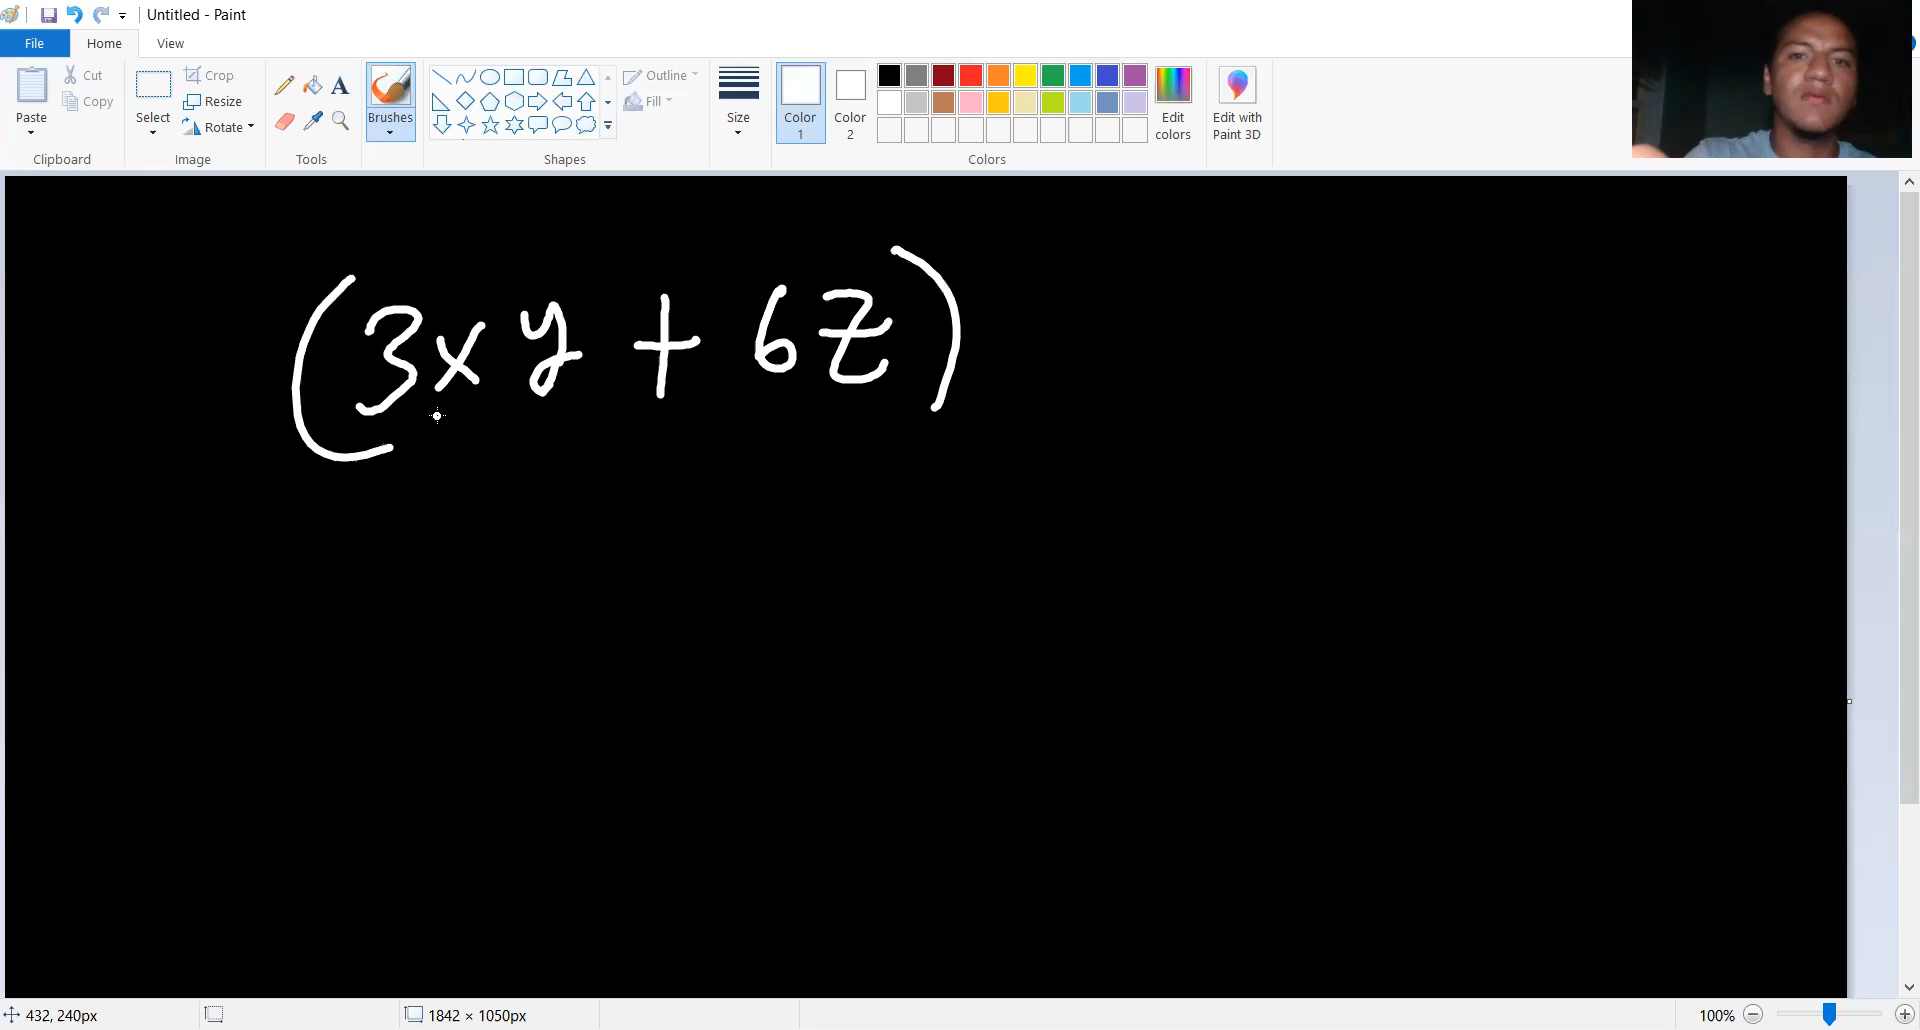 Untitled - Paint
File Home View
Paste
Cut
Copy
Clipboard
Select
Crop
Resize
Rotate
Image
Tools
Brushes
Shapes
Outline
Fill
Size
Color 1
Color 2
Colors
Edit colors
Edit with Paint 3D
(3xy + 6z)
432, 240px
1842 × 1050px
100%